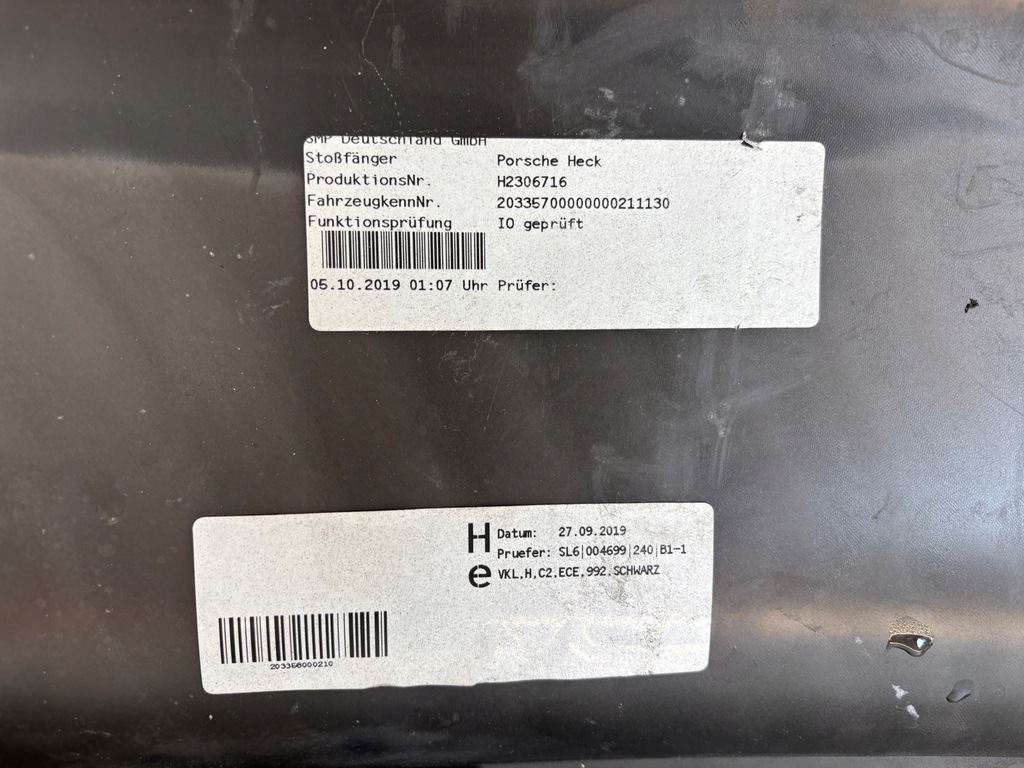 SMP Deutschland GmbH
Stoßfänger Porsche Heck
ProduktionsNr. H2306716
FahrzeugkennNr. 20335700000000211130
Funktionsprüfung IO geprüft
05.10.2019 01:07 Uhr Prüfer:
H Datum: 27.09.2019
Pruefer: SL6|004699|240|B1-1
e VKL,H,C2,ECE,992,SCHWARZ
203358000210